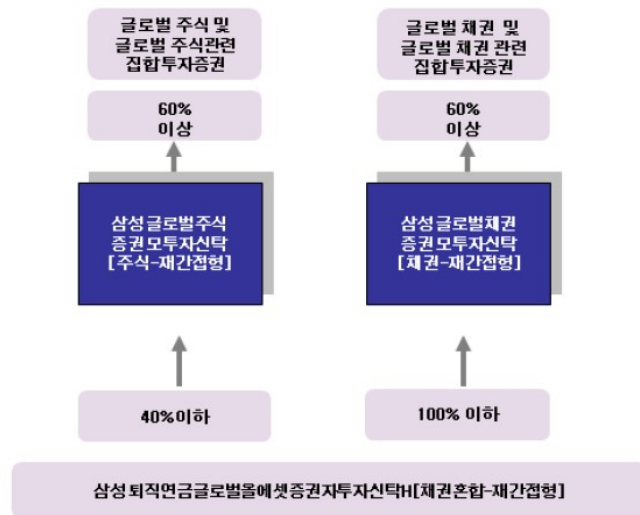 글로벌 주식 및
글로벌 주식관련
집합투자증권
글로벌 채권 및
글로벌 채권 관련
집합투자증권
60%
이상
60%
이상
삼성글로벌주식
증권모투자신탁
[주식-재간접형]
삼성글로벌채권
증권모투자신탁
[채권-재간접형]
40%이하
100% 이하
삼성퇴직연금글로벌올에셋증권자투자신탁H[채권혼합-재간접형]